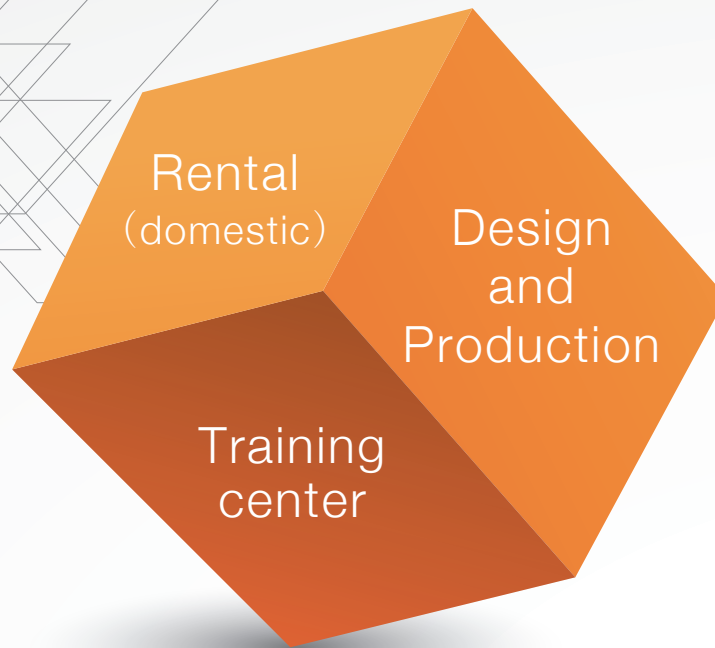 Rental
（domestic）
Design
and
Production
Training
center